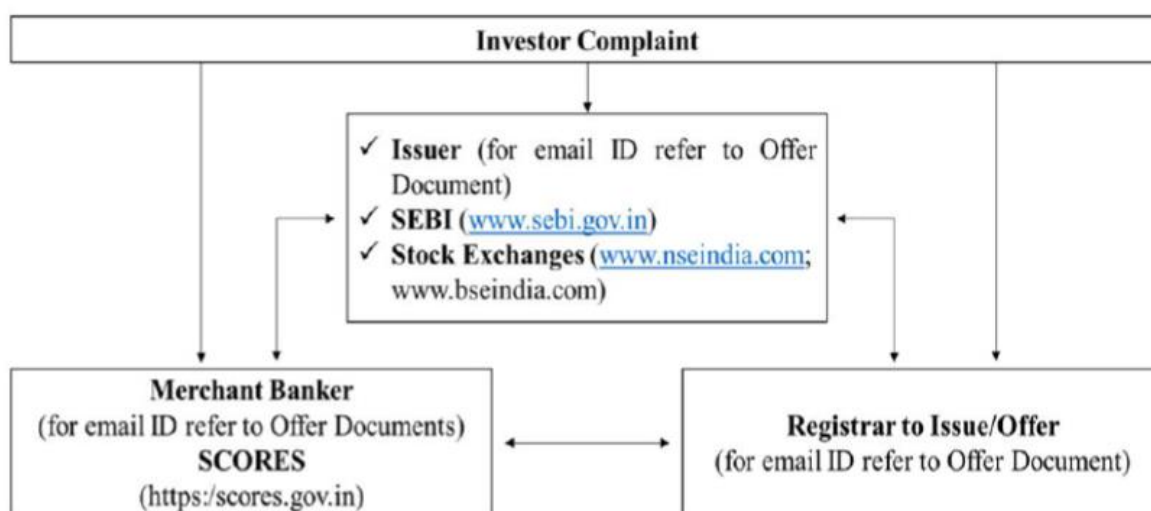 Investor Complaint
✓ Issuer (for email ID refer to Offer
Document)
✓ SEBI (www.sebi.gov.in)
✓ Stock Exchanges (www.nseindia.com;
www.bseindia.com)
Merchant Banker
(for email ID refer to Offer Documents)
SCORES
(https:/scores.gov.in)
Registrar to Issue/Offer
(for email ID refer to Offer Document)